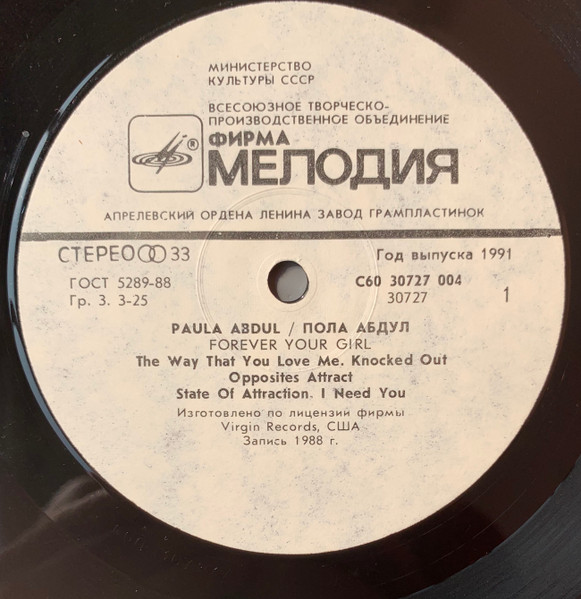 МИНИСТЕРСТВО
КУЛЬТУРЫ СССР
ВСЕСОЮЗНОЕ ТВОРЧЕСКО-
ПРОИЗВОДСТВЕННОЕ ОБЪЕДИНЕНИЕ
®
ФИРМА
МЕЛОДИЯ
АПРЕЛЕВСКИЙ ОРДЕНА ЛЕНИНА ЗАВОД ГРАМПЛАСТИНОК
СТЕРЕО 33
Год выпуска 1991
ГОСТ 5289-88
С60 30727 004
Гр. 3. 3-25
30727
1
PAULA ABDUL / ПОЛА АБДУЛ
FOREVER YOUR GIRL
The Way That You Love Me. Knocked Out
Opposites Attract
State Of Attraction. I Need You
Изготовлено по лицензии фирмы
Virgin Records, США
Запись 1988 г.